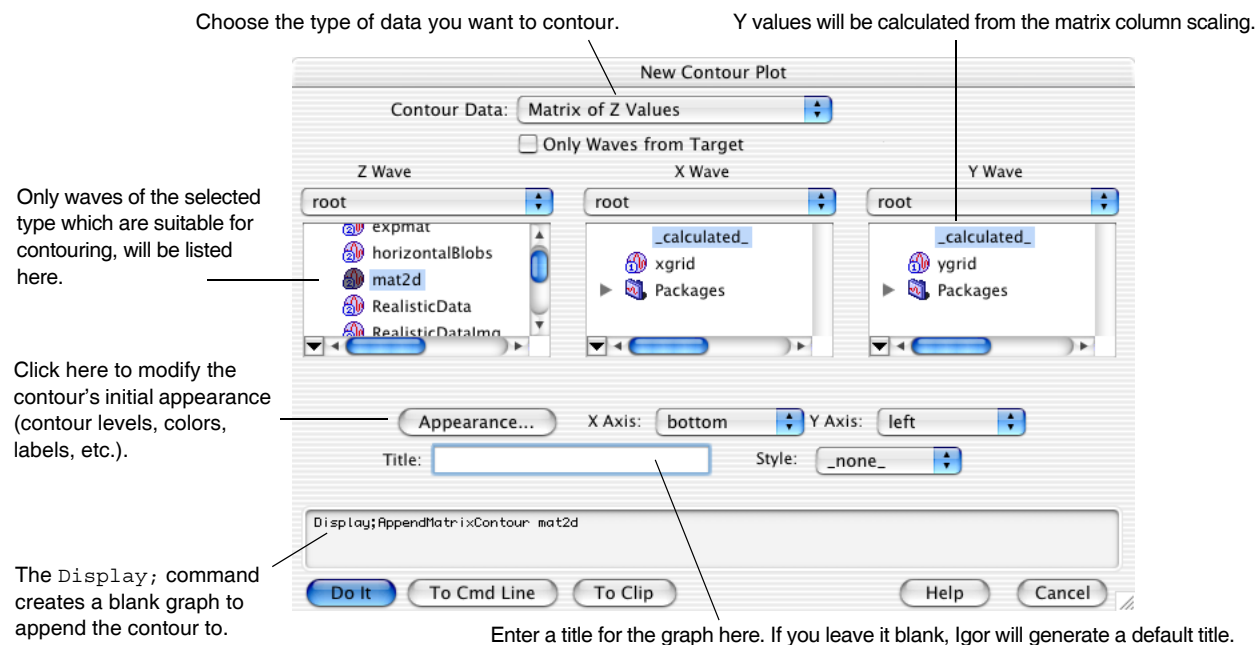 Choose the type of data you want to contour.
Y values will be calculated from the matrix column scaling.
New Contour Plot
Contour Data: Matrix of Z Values
Only Waves from Target
Z Wave
X Wave
Y Wave
root
root
root
Only waves of the selected
type which are suitable for
contouring, will be listed
here.
expmat
horizontalBlobs
mat2d
RealisticData
RealisticDataImg
_calculated_
xgrid
Packages
_calculated_
ygrid
Packages
Click here to modify the
contour's initial appearance
(contour levels, colors,
labels, etc.).
Appearance...
X Axis: bottom
Y Axis: left
Title:
Style: _none_
Display;AppendMatrixContour mat2d
The Display; command
creates a blank graph to
append the contour to.
Do It
To Cmd Line
To Clip
Help
Cancel
Enter a title for the graph here. If you leave it blank, Igor will generate a default title.